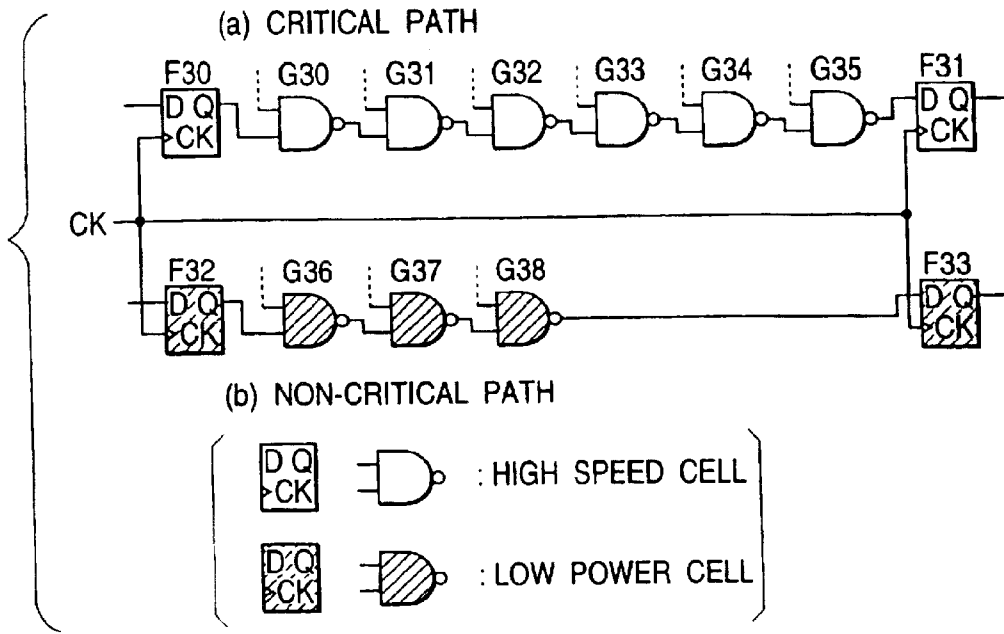 (a) CRITICAL PATH
F30 G30 G31 G32 G33 G34 G35 F31
D Q
CK
D Q
CK
CK
F32 G36 G37 G38 F33
D Q
CK
D Q
CK
(b) NON-CRITICAL PATH
D Q
CK
: HIGH SPEED CELL
D Q
CK
: LOW POWER CELL